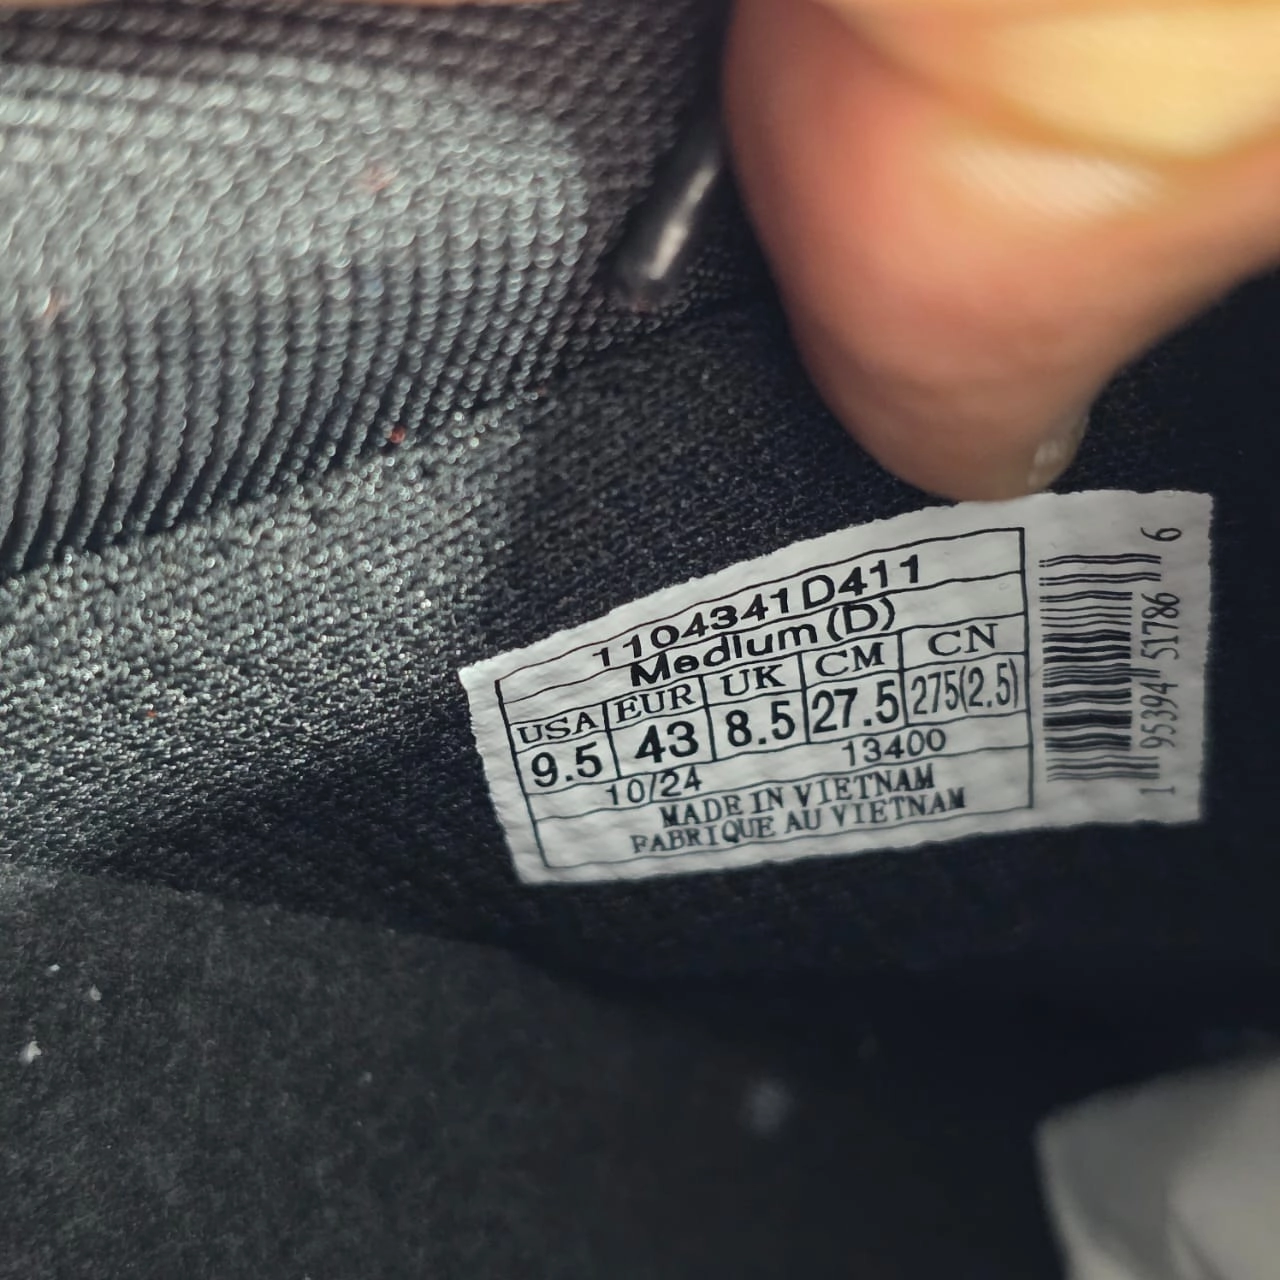 1104341D411
Medium (D)
USA EUR UK CM CN
9.5 43 8.5 27.5 275(2.5)
10/24 13400
MADE IN VIETNAM
FABRIQUE AU VIETNAM
1 95394 51786 6